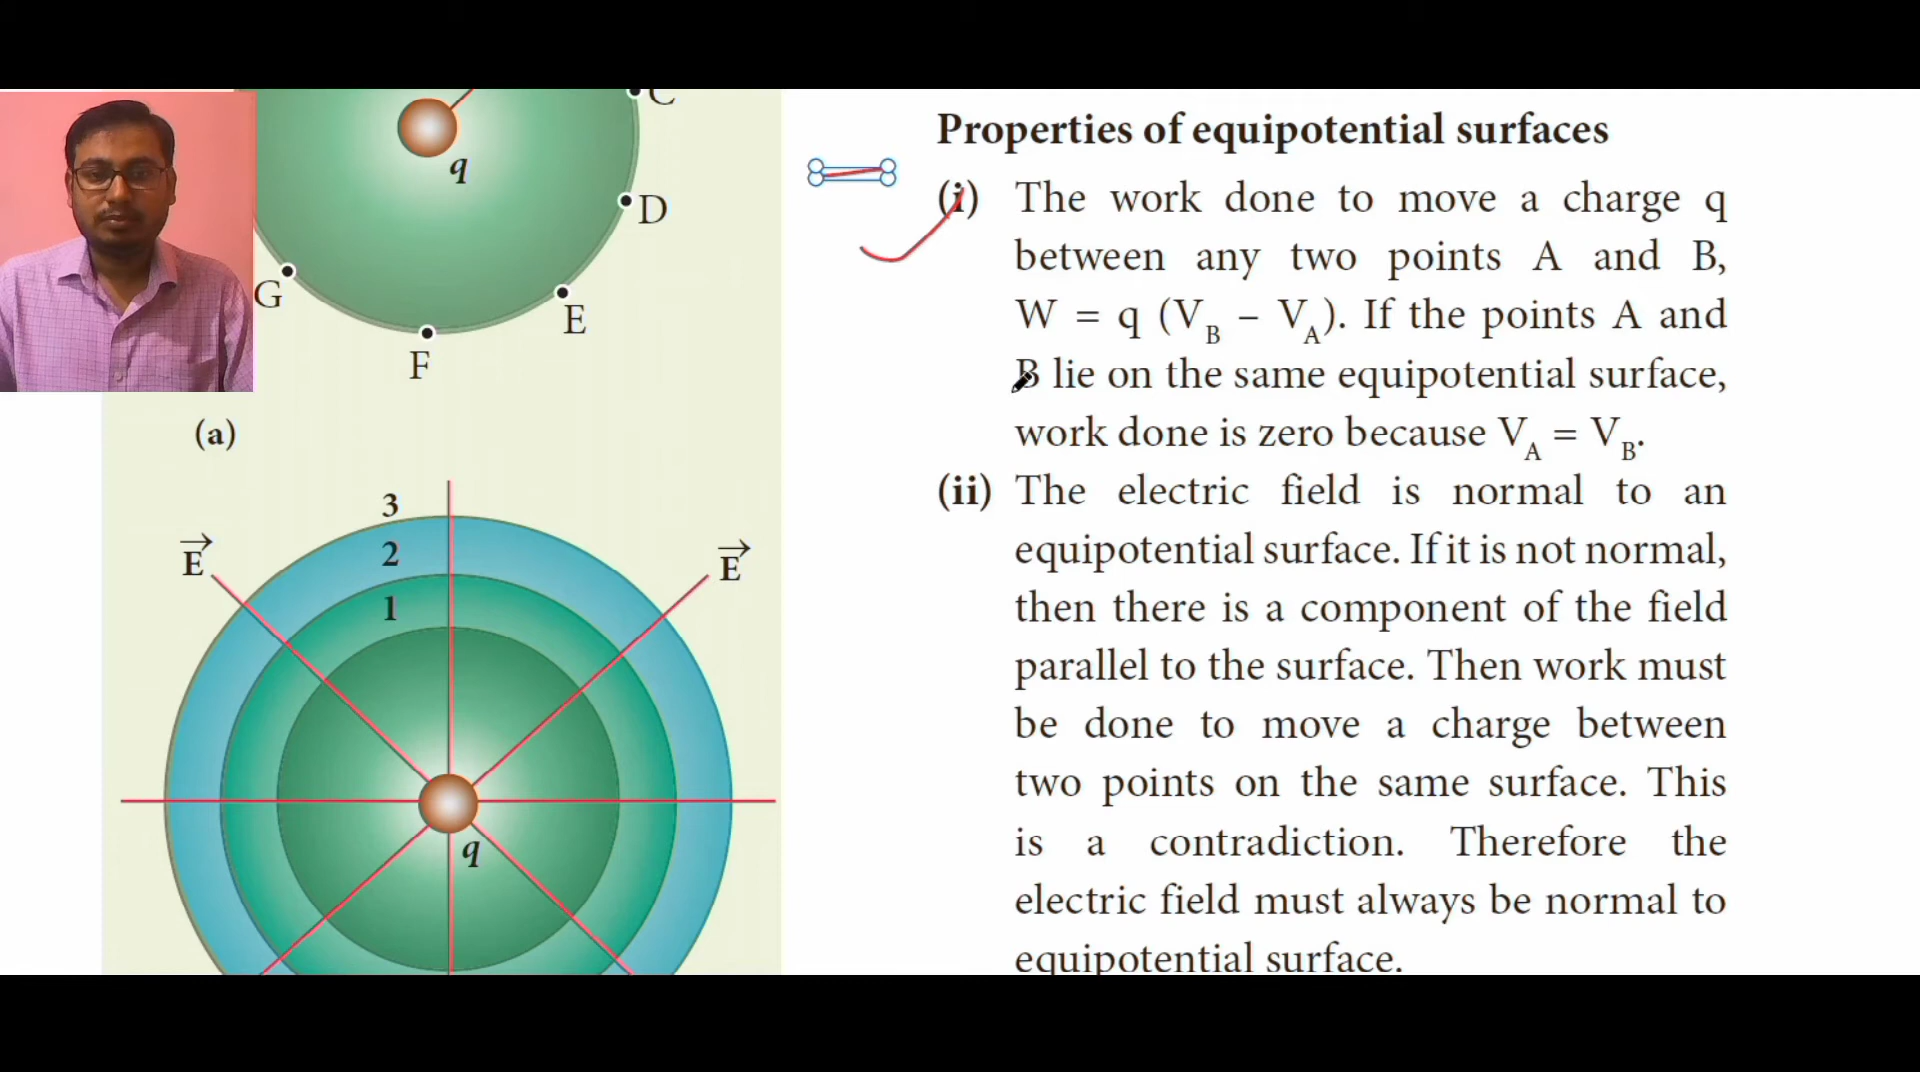 C
q
D
G
E
F
(a)
3
2
E
E
1
q
Properties of equipotential surfaces
(i) The work done to move a charge q
between any two points A and B,
W = q (VB – VA). If the points A and
B lie on the same equipotential surface,
work done is zero because VA = VB.
(ii) The electric field is normal to an
equipotential surface. If it is not normal,
then there is a component of the field
parallel to the surface. Then work must
be done to move a charge between
two points on the same surface. This
is a contradiction. Therefore the
electric field must always be normal to
equipotential surface.